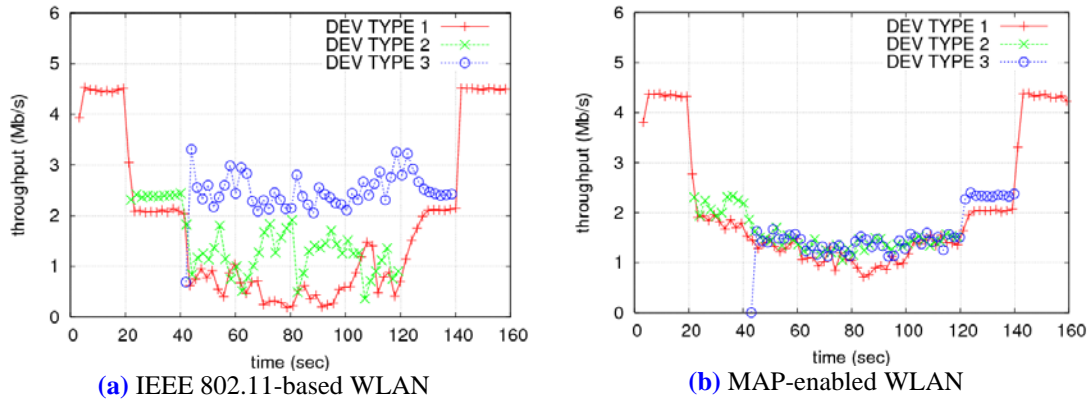 DEV TYPE 1
DEV TYPE 2
DEV TYPE 3
6
5
4
3
2
1
0
throughput (Mb/s)
0 20 40 60 80 100 120 140 160
time (sec)
(a) IEEE 802.11-based WLAN
DEV TYPE 1
DEV TYPE 2
DEV TYPE 3
6
5
4
3
2
1
0
throughput (Mb/s)
0 20 40 60 80 100 120 140 160
time (sec)
(b) MAP-enabled WLAN